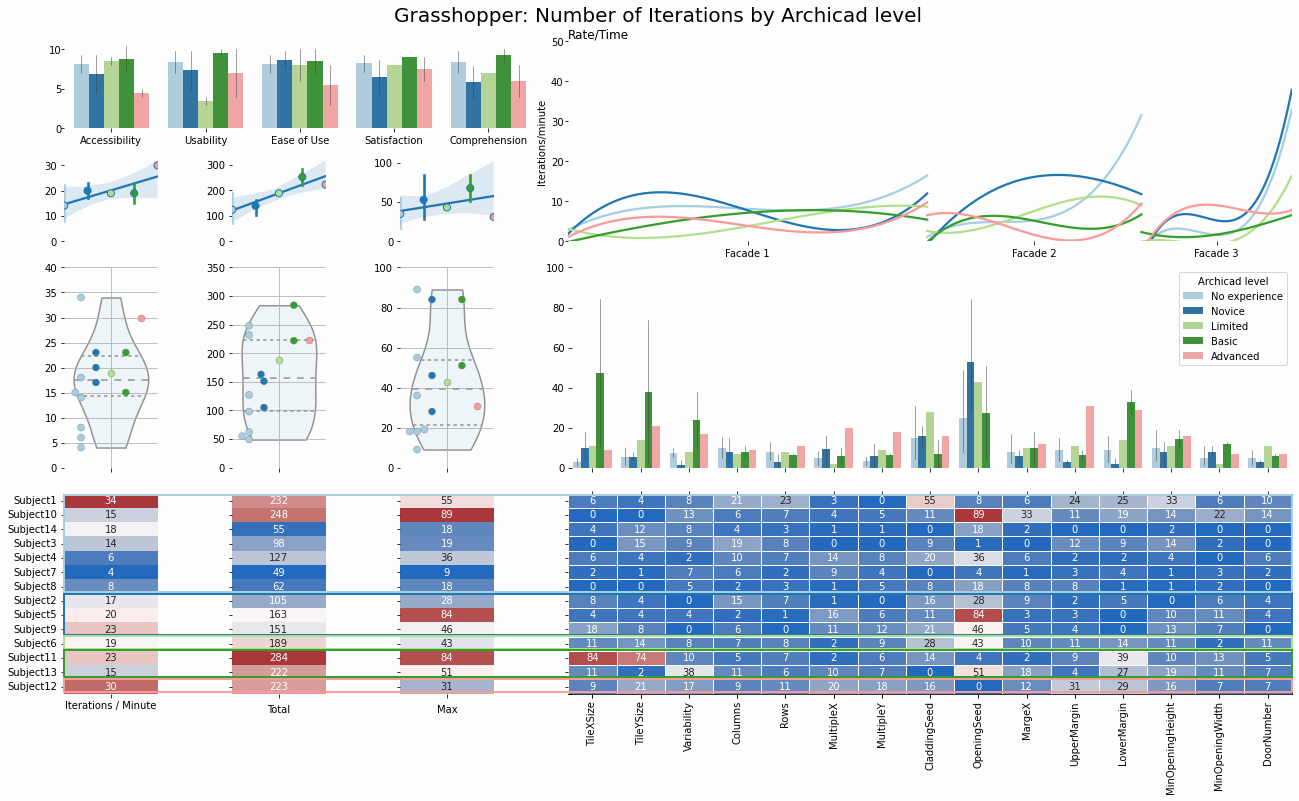 Grasshopper: Number of Iterations by Archicad level
10
5
0
Accessibility Usability Ease of Use Satisfaction Comprehension
Rate/Time
50
40
30
20
10
0
Iterations/minute
Facade 1 Facade 2 Facade 3
30
20
10
0
300
200
100
0
100
50
0
40
35
30
25
20
15
10
5
0
350
300
250
200
150
100
50
0
100
80
60
40
20
0
100
80
60
40
20
0
Archicad level
No experience
Novice
Limited
Basic
Advanced
Subject1 34 232 55 6 4 8 21 23 3 0 55 8 6 24 25 33 6 10
Subject10 15 248 89 0 0 13 6 7 4 5 11 89 33 11 19 14 22 14
Subject14 18 55 18 4 12 8 4 3 1 1 0 18 2 0 0 2 0 0
Subject3 14 98 19 0 15 9 19 8 0 0 9 1 0 12 9 14 2 0
Subject4 6 127 36 6 4 2 10 7 14 8 20 36 6 2 2 4 0 6
Subject7 4 49 9 2 1 7 6 2 9 4 0 4 1 3 4 1 3 2
Subject8 8 62 18 0 0 5 2 3 1 5 8 18 8 8 1 1 2 0
Subject2 17 105 28 8 4 0 15 7 1 0 16 28 9 2 5 0 6 4
Subject5 20 163 84 4 4 4 2 1 16 6 11 84 3 3 0 10 11 4
Subject9 23 151 46 18 8 0 6 0 11 12 21 46 5 4 0 13 7 0
Subject6 19 189 43 11 14 8 7 8 2 9 28 43 10 11 14 11 2 11
Subject11 23 284 84 84 74 10 5 7 2 6 14 4 2 9 39 10 13 5
Subject13 15 222 51 11 2 38 11 6 10 7 0 51 18 4 27 19 11 7
Subject12 30 223 31 9 21 17 9 11 20 18 16 0 12 31 29 16 7 7
Iterations / Minute Total Max
TileXSize
TileYSize
Variability
Columns
Rows
MultipleX
MultipleY
CladdingSeed
OpeningSeed
MargeX
UpperMargin
LowerMargin
MinOpeningHeight
MinOpeningWidth
DoorNumber